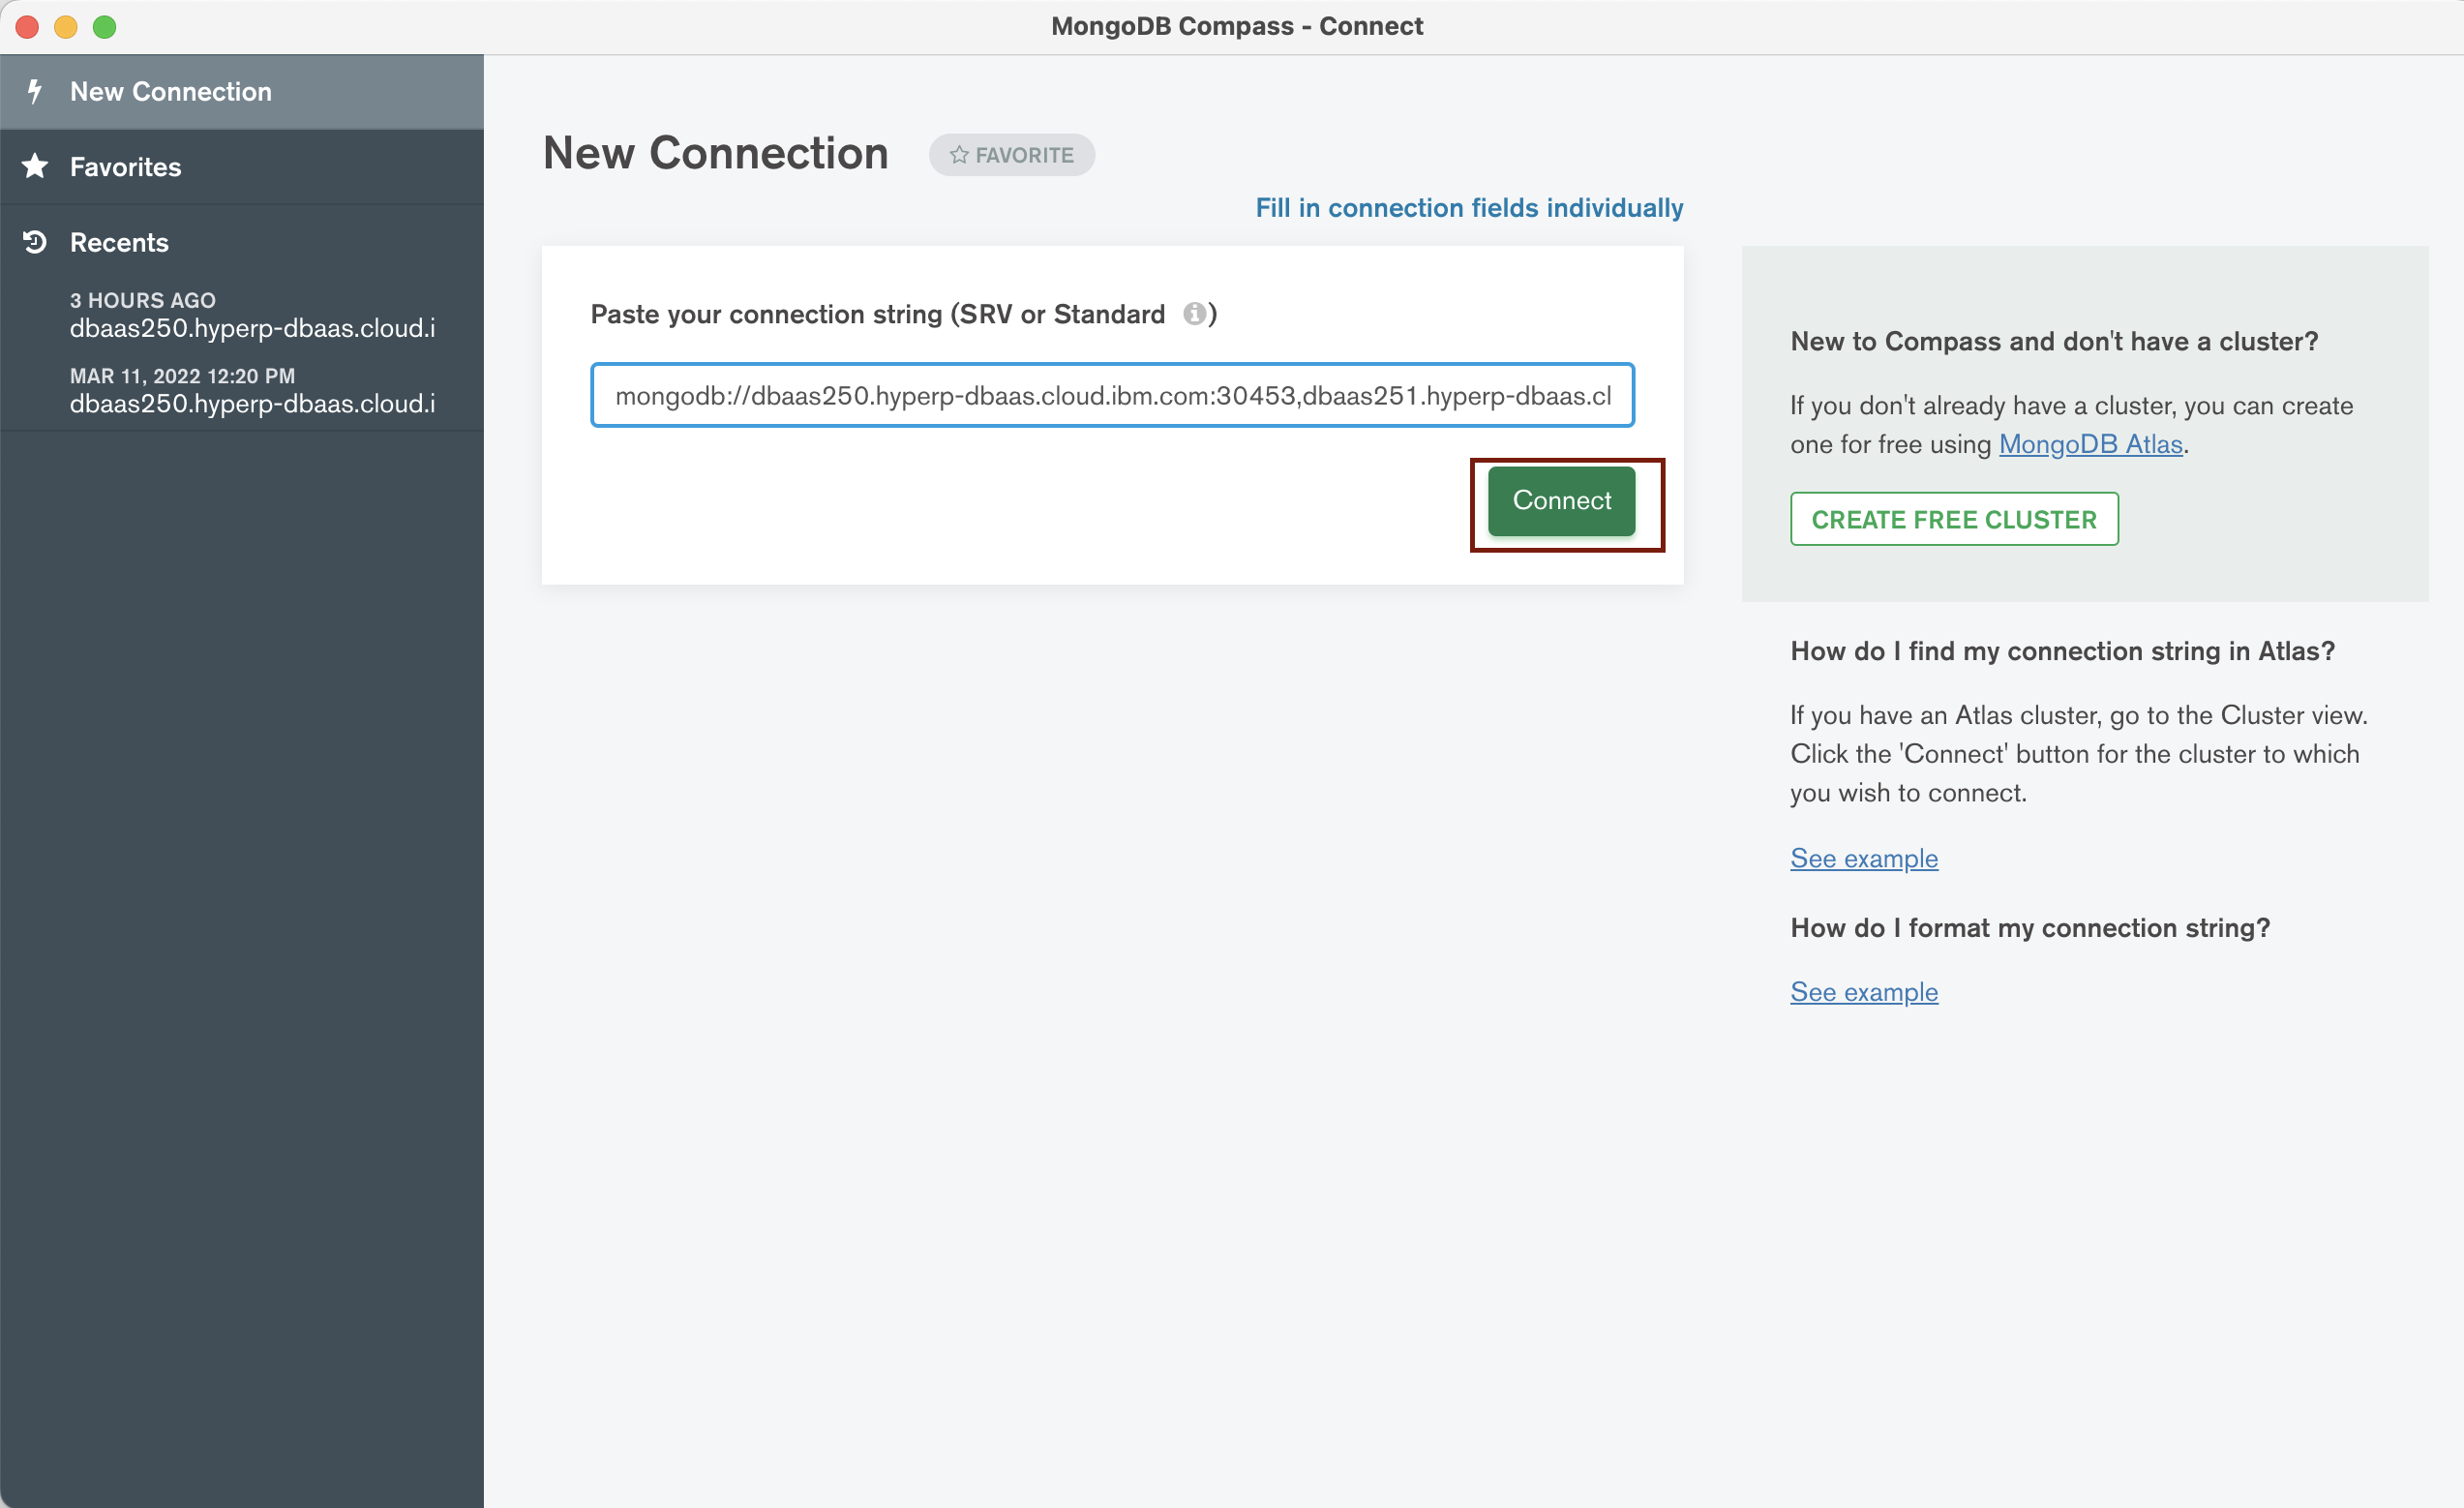 MongoDB Compass - Connect
New Connection
Favorites
Recents
3 HOURS AGO
dbaas250.hyperp-dbaas.cloud.i
MAR 11, 2022 12:20 PM
dbaas250.hyperp-dbaas.cloud.i
New Connection
FAVORITE
Fill in connection fields individually
Paste your connection string (SRV or Standard )
mongodb://dbaas250.hyperp-dbaas.cloud.ibm.com:30453,dbaas251.hyperp-dbaas.cl
Connect
New to Compass and don't have a cluster?
If you don't already have a cluster, you can create
one for free using MongoDB Atlas.
CREATE FREE CLUSTER
How do I find my connection string in Atlas?
If you have an Atlas cluster, go to the Cluster view.
Click the 'Connect' button for the cluster to which
you wish to connect.
See example
How do I format my connection string?
See example